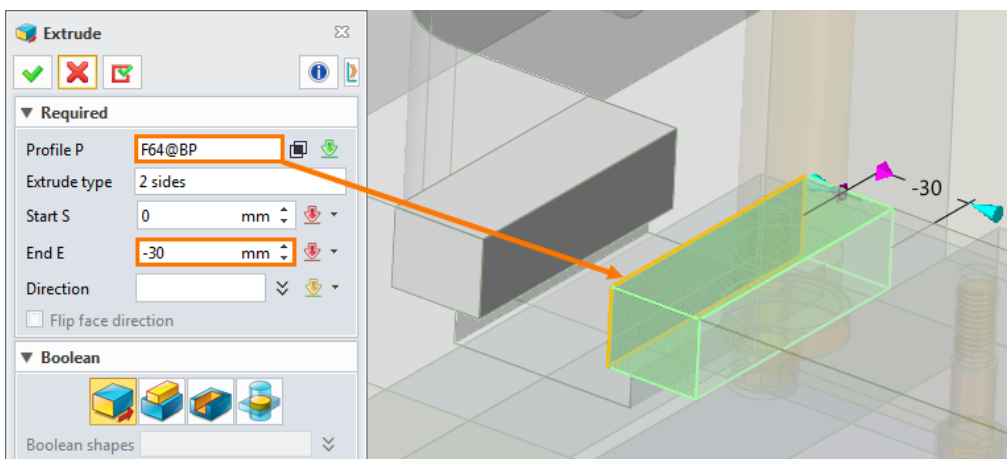 Extrude
Required
Profile P F64@BP
Extrude type 2 sides
Start S 0 mm
End E -30 mm
Direction
Flip face direction
Boolean
Boolean shapes
-30